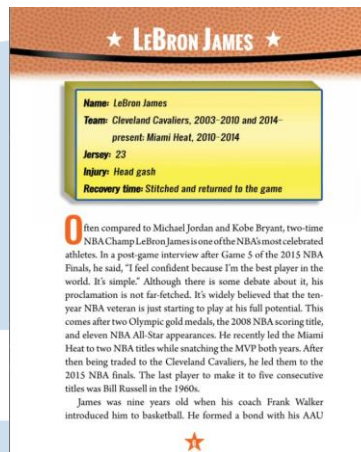 ★ LEBRON JAMES ★
Name: LeBron James
Team: Cleveland Cavaliers, 2003–2010 and 2014–
present; Miami Heat, 2010–2014
Jersey: 23
Injury: Head gash
Recovery time: Stitched and returned to the game
Often compared to Michael Jordan and Kobe Bryant, two-time
NBA Champ LeBron James is one of the NBA's most celebrated
athletes. In a post-game interview after Game 5 of the 2015 NBA
Finals, he said, "I feel confident because I'm the best player in the
world. It's simple." Although there is some debate about it, his
proclamation is not far-fetched. It's widely believed that the ten-
year NBA veteran is just starting to play at his full potential. This
comes after two Olympic gold medals, the 2008 NBA scoring title,
and eleven NBA All-Star appearances. He recently led the Miami
Heat to two NBA titles while snatching the MVP both years. After
then being traded to the Cleveland Cavaliers, he led them to the
2015 NBA finals. The last player to make it to five consecutive
titles was Bill Russell in the 1960s.
James was nine years old when his coach Frank Walker
introduced him to basketball. He formed a bond with his AAU